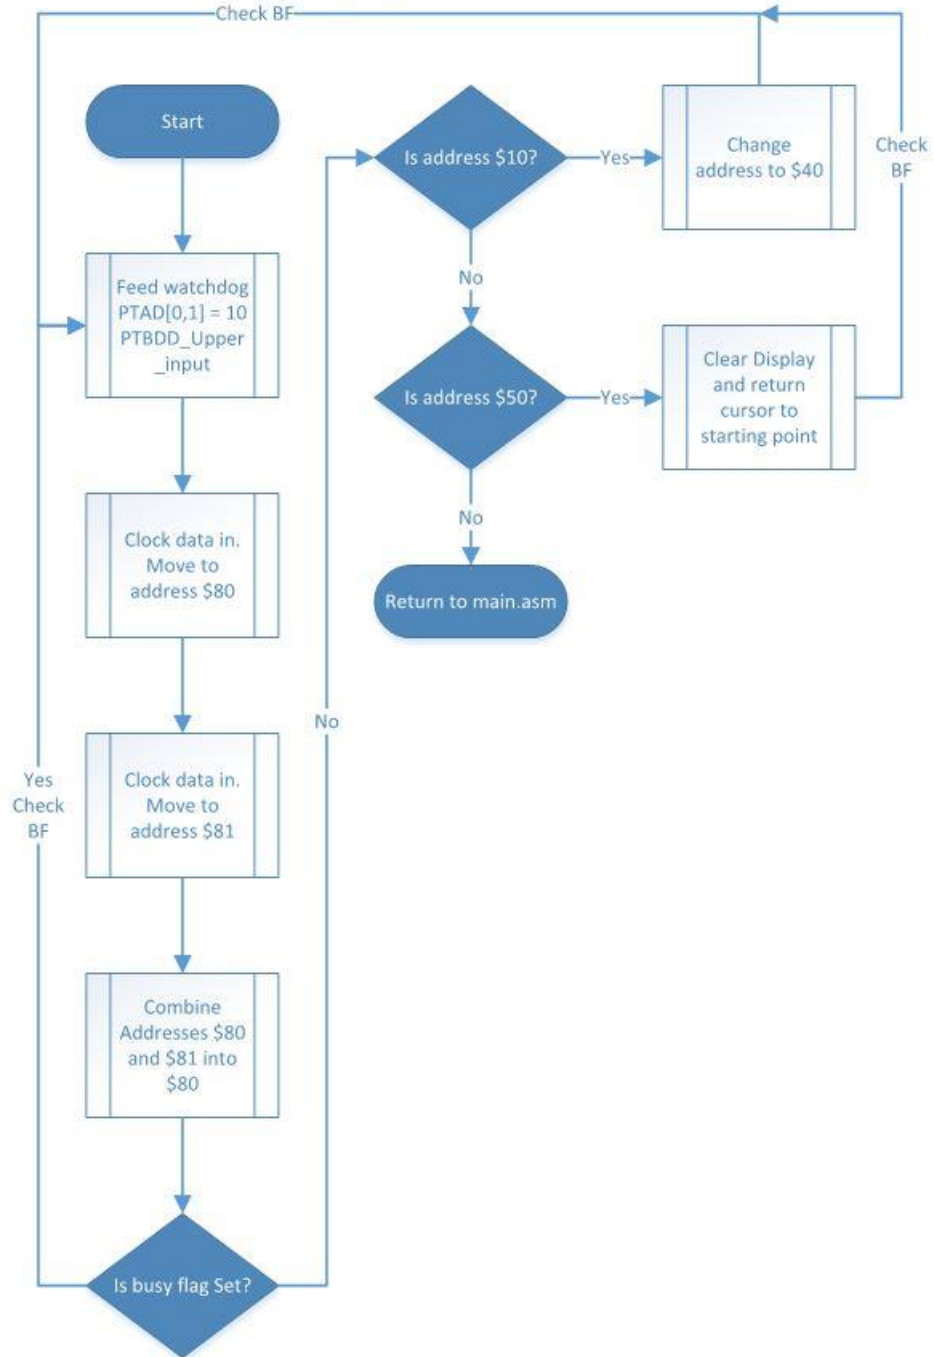 Check BF
Start
Feed watchdog
PTAD[0,1] = 10
PTBDD_Upper
_input
Clock data in.
Move to
address $80
Clock data in.
Move to
address $81
Combine
Addresses $80
and $81 into
$80
Is busy flag Set?
Yes
Check
BF
No
Is address $10?
Yes
Change
address to $40
Check
BF
No
Is address $50?
Yes
Clear Display
and return
cursor to
starting point
No
Return to main.asm